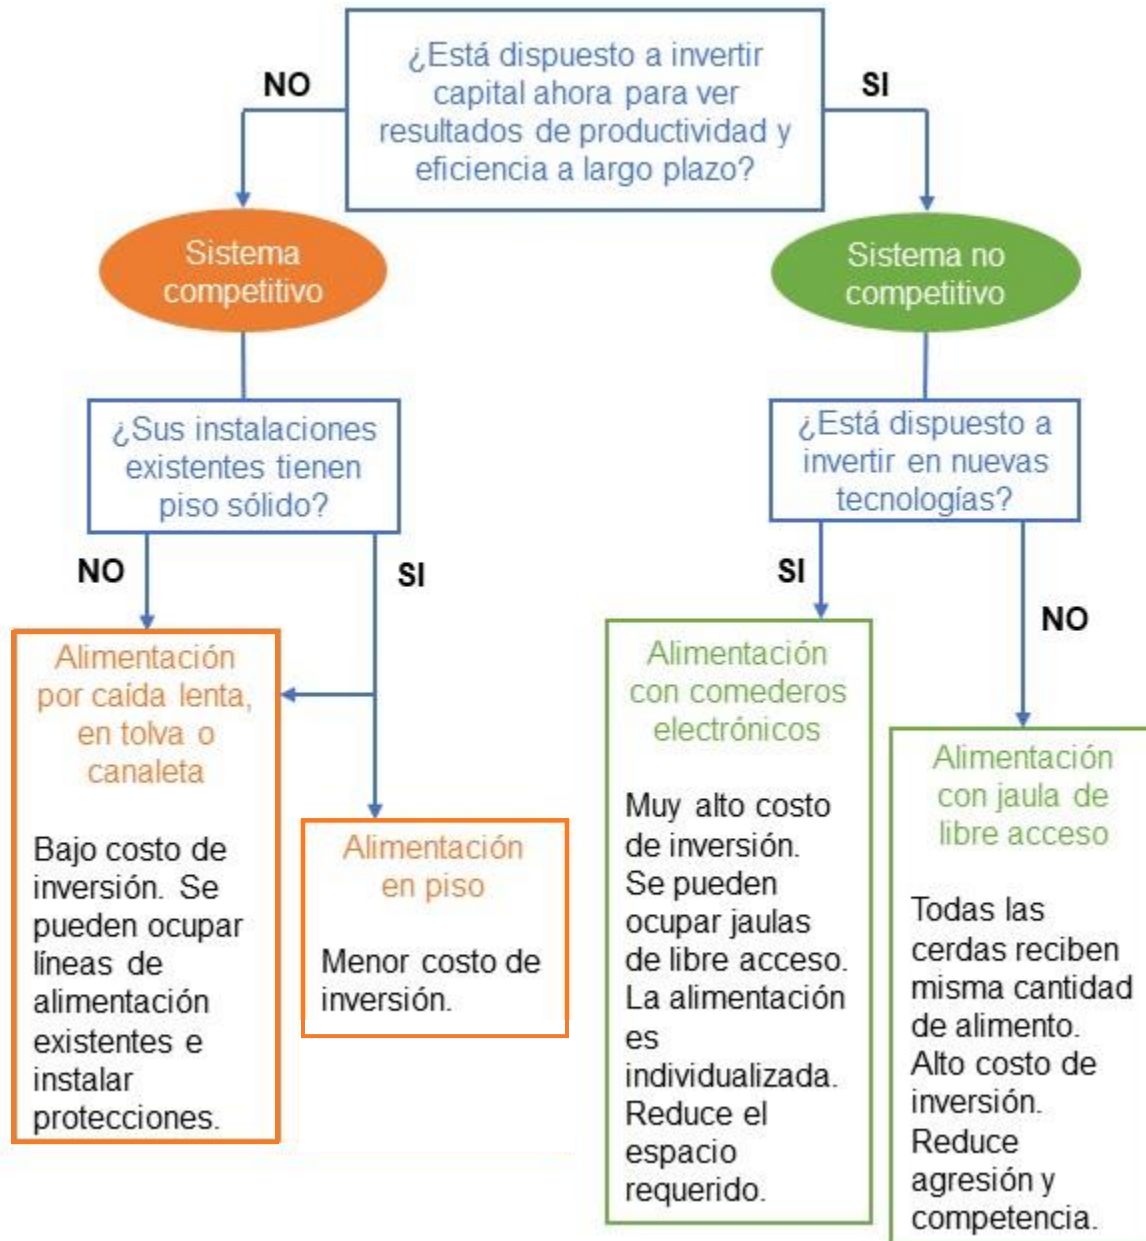 ¿Está dispuesto a invertir
capital ahora para ver
resultados de productividad y
eficiencia a largo plazo?
NO
SI
Sistema
competitivo
Sistema no
competitivo
¿Sus instalaciones
existentes tienen
piso sólido?
¿Está dispuesto a
invertir en nuevas
tecnologías?
NO
SI
SI
NO
Alimentación
por caída lenta,
en tolva o
canaleta
Bajo costo de
inversión. Se
pueden ocupar
líneas de
alimentación
existentes e
instalar
protecciones.
Alimentación
en piso
Menor costo de
inversión.
Alimentación
con comederos
electrónicos
Muy alto costo
de inversión.
Se pueden
ocupar jaulas
de libre acceso.
La alimentación
es
individualizada.
Reduce el
espacio
requerido.
Alimentación
con jaula de
libre acceso
Todas las
cerdas reciben
misma cantidad
de alimento.
Alto costo de
inversión.
Reduce
agresión y
competencia.